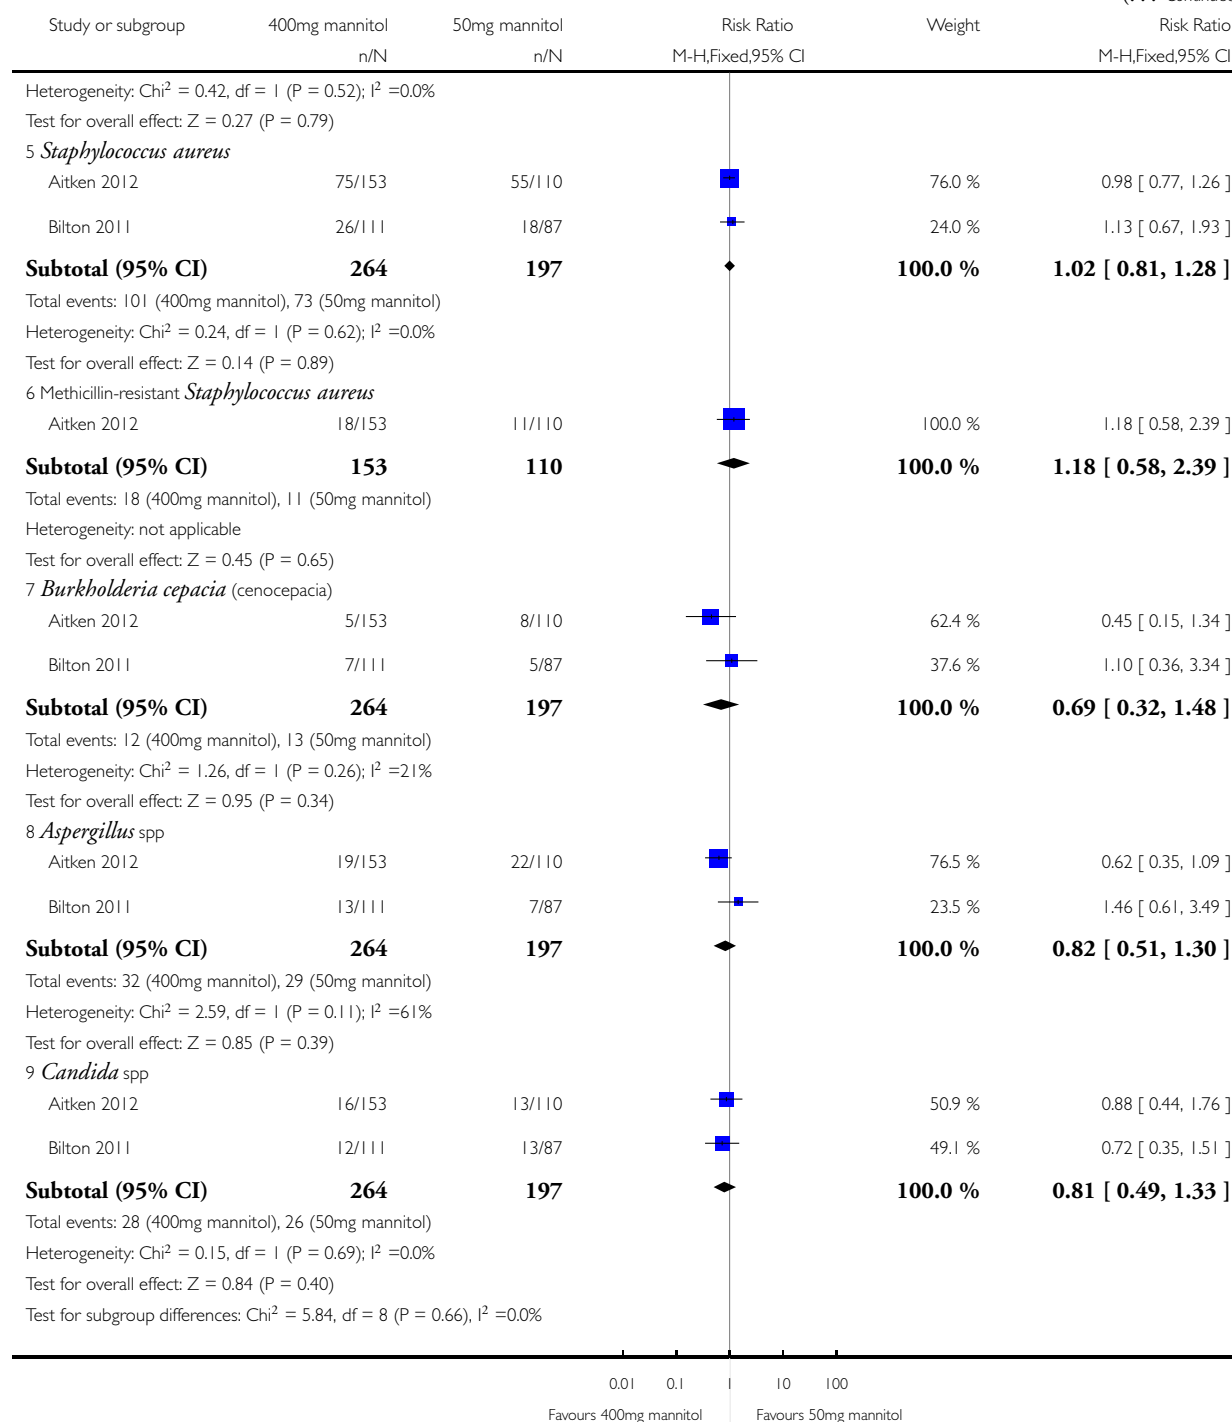 Study or subgroup 400mg mannitol 50mg mannitol Risk Ratio Weight Risk Ratio
n/N n/N M-H,Fixed,95% CI M-H,Fixed,95% CI
Heterogeneity: Chi² = 0.42, df = 1 (P = 0.52); I² =0.0%
Test for overall effect: Z = 0.27 (P = 0.79)
5 Staphylococcus aureus
Aitken 2012 75/153 55/110 76.0 % 0.98 [ 0.77, 1.26 ]
Bilton 2011 26/111 18/87 24.0 % 1.13 [ 0.67, 1.93 ]
Subtotal (95% CI) 264 197 100.0 % 1.02 [ 0.81, 1.28 ]
Total events: 101 (400mg mannitol), 73 (50mg mannitol)
Heterogeneity: Chi² = 0.24, df = 1 (P = 0.62); I² =0.0%
Test for overall effect: Z = 0.14 (P = 0.89)
6 Methicillin-resistant Staphylococcus aureus
Aitken 2012 18/153 11/110 100.0 % 1.18 [ 0.58, 2.39 ]
Subtotal (95% CI) 153 110 100.0 % 1.18 [ 0.58, 2.39 ]
Total events: 18 (400mg mannitol), 11 (50mg mannitol)
Heterogeneity: not applicable
Test for overall effect: Z = 0.45 (P = 0.65)
7 Burkholderia cepacia (cenocepacia)
Aitken 2012 5/153 8/110 62.4 % 0.45 [ 0.15, 1.34 ]
Bilton 2011 7/111 5/87 37.6 % 1.10 [ 0.36, 3.34 ]
Subtotal (95% CI) 264 197 100.0 % 0.69 [ 0.32, 1.48 ]
Total events: 12 (400mg mannitol), 13 (50mg mannitol)
Heterogeneity: Chi² = 1.26, df = 1 (P = 0.26); I² =21%
Test for overall effect: Z = 0.95 (P = 0.34)
8 Aspergillus spp
Aitken 2012 19/153 22/110 76.5 % 0.62 [ 0.35, 1.09 ]
Bilton 2011 13/111 7/87 23.5 % 1.46 [ 0.61, 3.49 ]
Subtotal (95% CI) 264 197 100.0 % 0.82 [ 0.51, 1.30 ]
Total events: 32 (400mg mannitol), 29 (50mg mannitol)
Heterogeneity: Chi² = 2.59, df = 1 (P = 0.11); I² =61%
Test for overall effect: Z = 0.85 (P = 0.39)
9 Candida spp
Aitken 2012 16/153 13/110 50.9 % 0.88 [ 0.44, 1.76 ]
Bilton 2011 12/111 13/87 49.1 % 0.72 [ 0.35, 1.51 ]
Subtotal (95% CI) 264 197 100.0 % 0.81 [ 0.49, 1.33 ]
Total events: 28 (400mg mannitol), 26 (50mg mannitol)
Heterogeneity: Chi² = 0.15, df = 1 (P = 0.69); I² =0.0%
Test for overall effect: Z = 0.84 (P = 0.40)
Test for subgroup differences: Chi² = 5.84, df = 8 (P = 0.66), I² =0.0%
0.01 0.1 1 10 100
Favours 400mg mannitol Favours 50mg mannitol